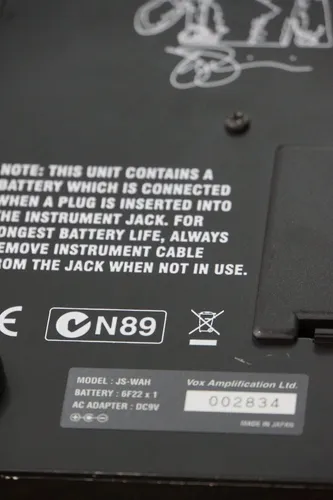 NOTE: THIS UNIT CONTAINS A
BATTERY WHICH IS CONNECTED
WHEN A PLUG IS INSERTED INTO
THE INSTRUMENT JACK. FOR
ONGEST BATTERY LIFE, ALWAYS
EMOVE INSTRUMENT CABLE
ROM THE JACK WHEN NOT IN USE.
CE N89
MODEL : JS-WAH
BATTERY : 6F22 x 1
AC ADAPTER : DC9V
Vox Amplification Ltd.
002834
MADE IN JAPAN